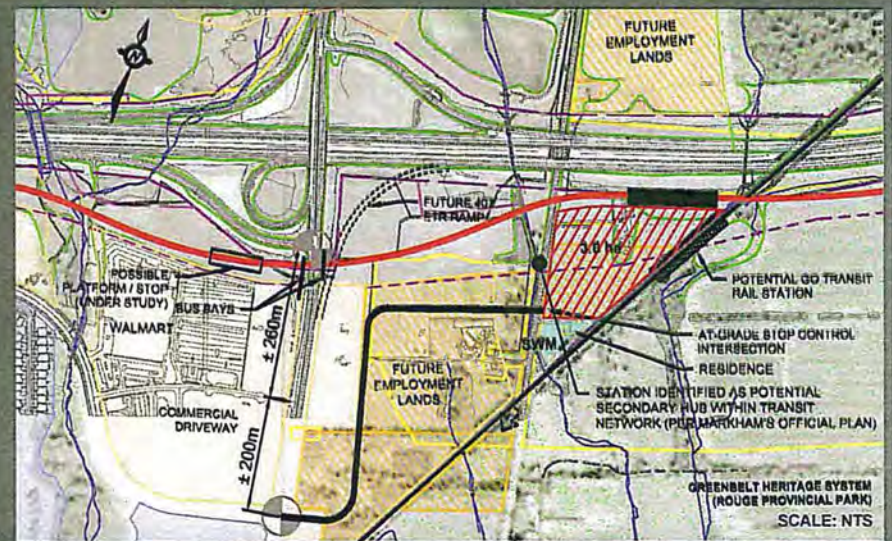 FUTURE
EMPLOYMENT
LANDS
FUTURE 407
ETR RAMP
3.0 ha
POSSIBLE
PLATFORM / STOP
(UNDER STUDY)
BUS BAYS
WALMART
± 260m
POTENTIAL GO TRANSIT
RAIL STATION
AT-GRADE STOP CONTROL
INTERSECTION
RESIDENCE
SWM
FUTURE
EMPLOYMENT
LANDS
STATION IDENTIFIED AS POTENTIAL
SECONDARY HUB WITHIN TRANSIT
NETWORK (PER MARKHAM'S OFFICIAL PLAN)
COMMERCIAL
DRIVEWAY
± 200m
GREENBELT HERITAGE SYSTEM
(ROUGE PROVINCIAL PARK)
SCALE: NTS